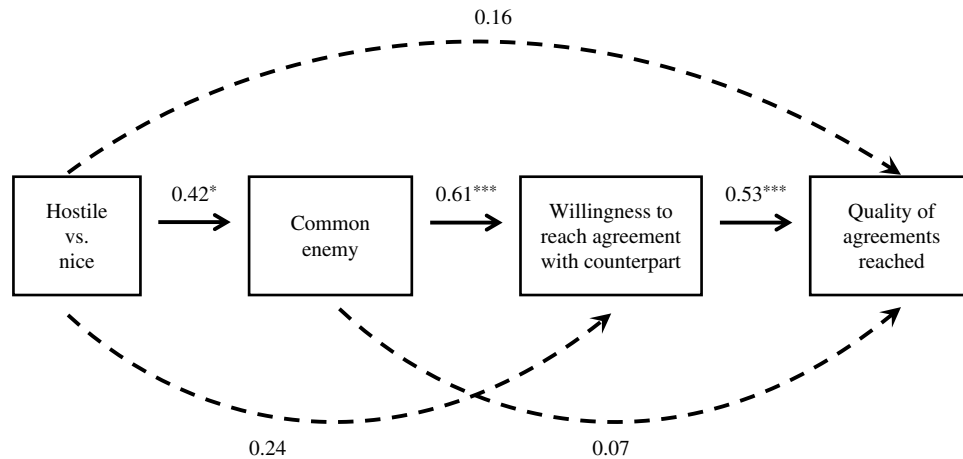 0.16
0.42*
0.61***
0.53***
Hostile
vs.
nice
Common
enemy
Willingness to
reach agreement
with counterpart
Quality of
agreements
reached
0.24
0.07